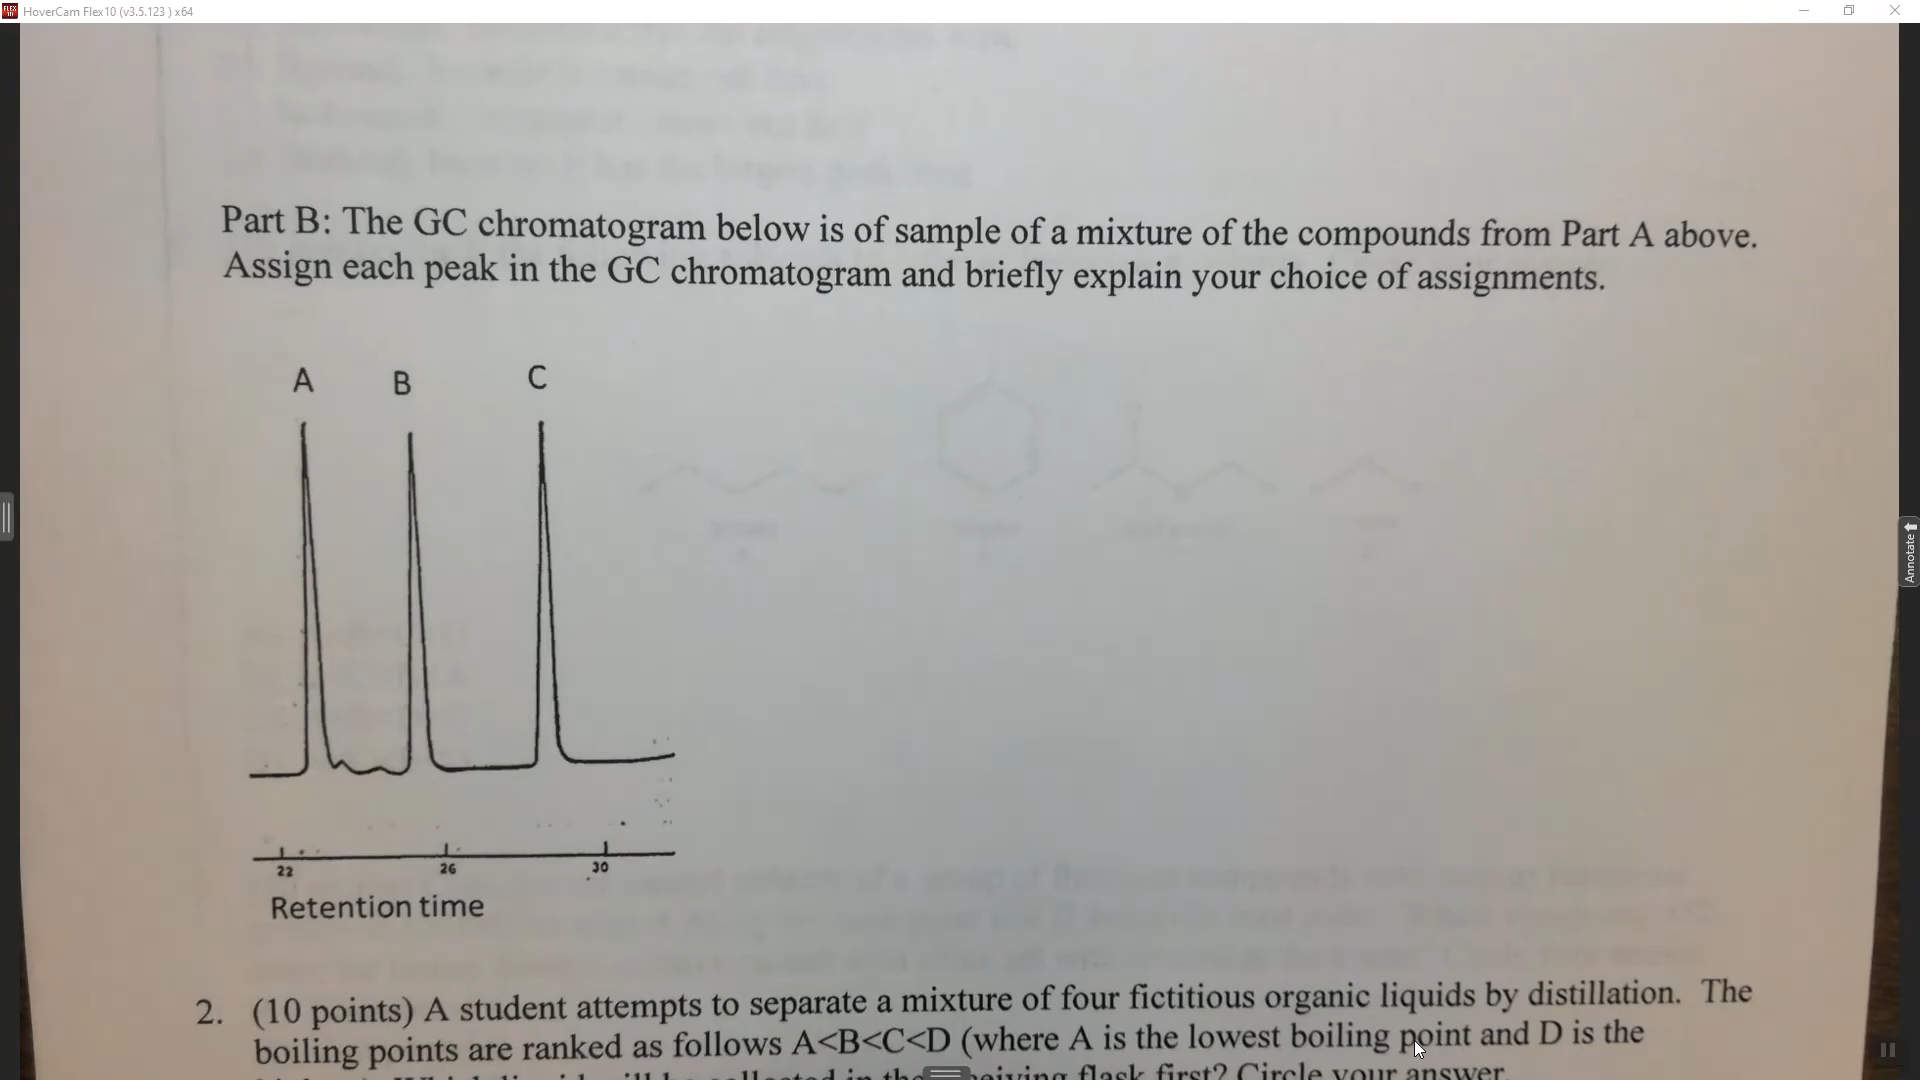 HoverCam Flex10 (v3.5.123 ) x64
Part B: The GC chromatogram below is of sample of a mixture of the compounds from Part A above.
Assign each peak in the GC chromatogram and briefly explain your choice of assignments.
A B C
22 26 30
Retention time
2. (10 points) A student attempts to separate a mixture of four fictitious organic liquids by distillation. The
boiling points are ranked as follows A<B<C<D (where A is the lowest boiling point and D is the
flask first? Circle your answer.
Annotate